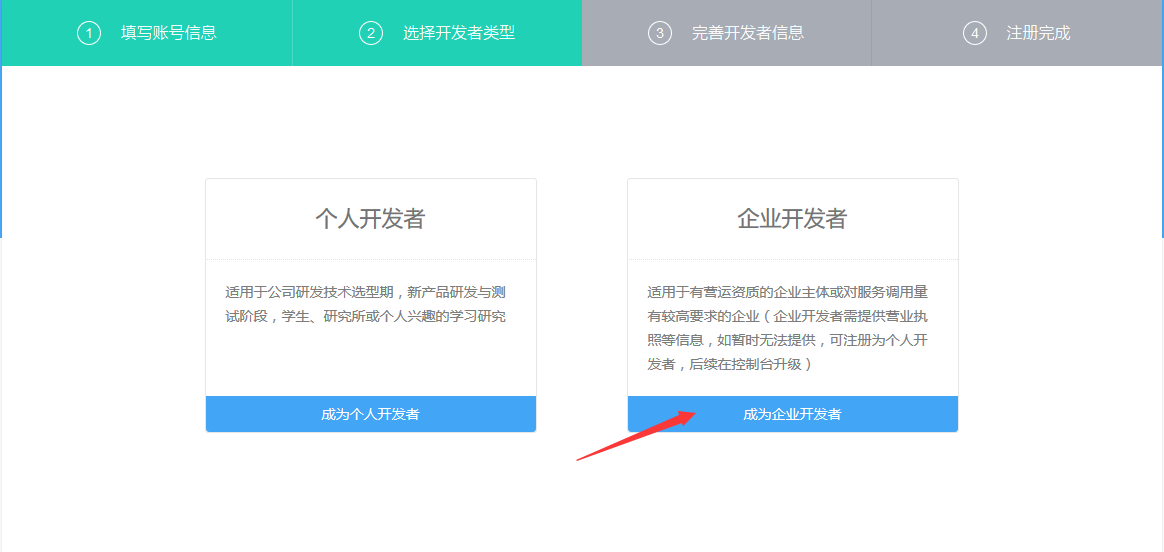 1 填写账号信息
2 选择开发者类型
3 完善开发者信息
4 注册完成
个人开发者
适用于公司研发技术选型期，新产品研发与测
试阶段，学生、研究所或个人兴趣的学习研究
成为个人开发者
企业开发者
适用于有营运资质的企业主体或对服务调用量
有较高要求的企业（企业开发者需提供营业执
照等信息，如暂时无法提供，可注册为个人开
发者，后续在控制台升级）
成为企业开发者